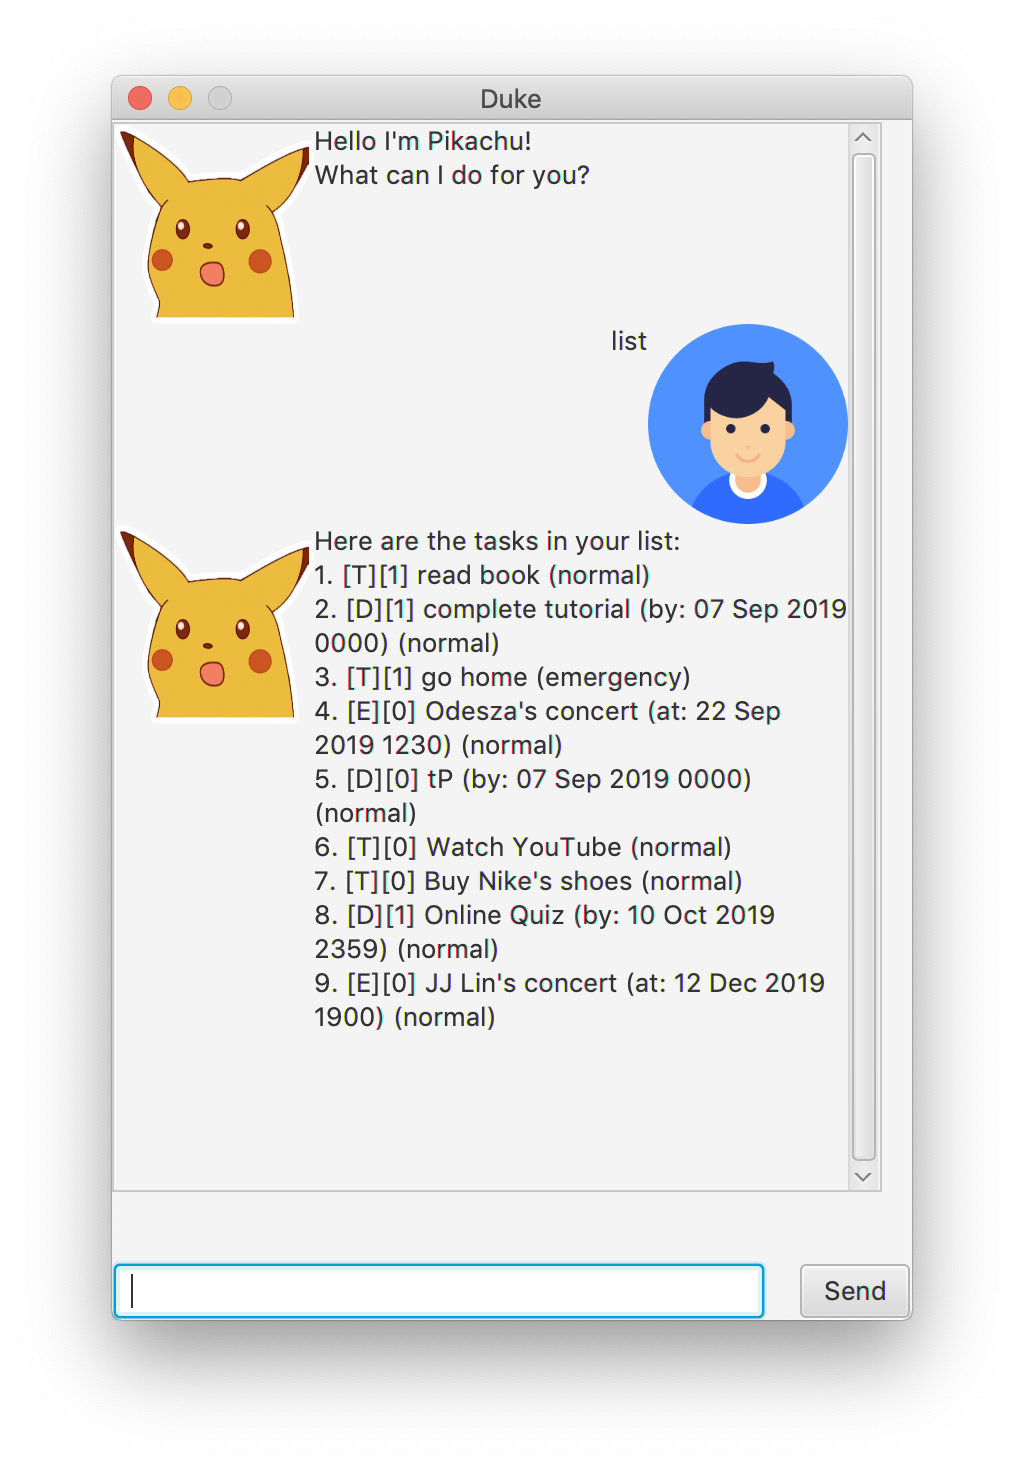 Duke
Hello I'm Pikachu!
What can I do for you?
list
Here are the tasks in your list:
1. [T][1] read book (normal)
2. [D][1] complete tutorial (by: 07 Sep 2019
0000) (normal)
3. [T][1] go home (emergency)
4. [E][0] Odesza's concert (at: 22 Sep
2019 1230) (normal)
5. [D][0] tP (by: 07 Sep 2019 0000)
(normal)
6. [T][0] Watch YouTube (normal)
7. [T][0] Buy Nike's shoes (normal)
8. [D][1] Online Quiz (by: 10 Oct 2019
2359) (normal)
9. [E][0] JJ Lin's concert (at: 12 Dec 2019
1900) (normal)
Send